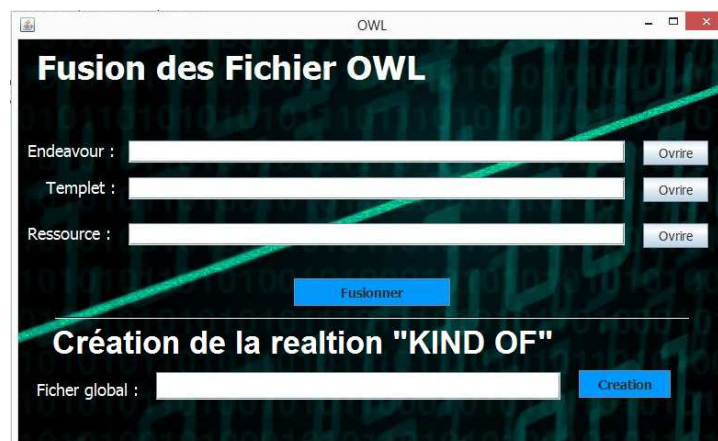 OWL
Fusion des Fichier OWL
Endeavour : Ovrire
Templet : Ovrire
Ressource : Ovrire
Fusionner
Création de la realtion "KIND OF"
Ficher global : Creation